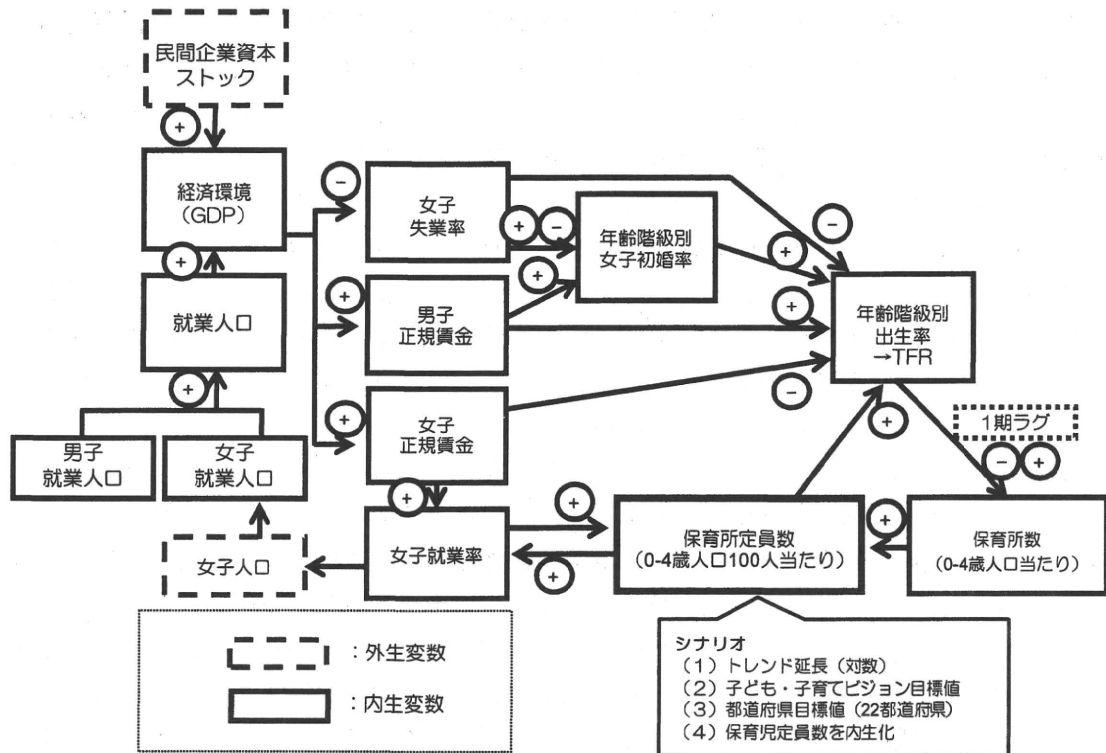 民間企業資本
ストック
+
経済環境
(GDP)
+
就業人口
+
男子
就業人口
女子
就業人口
女子人口
−
女子
失業率
+
−
年齢階級別
女子初婚率
+
−
+
男子
正規賃金
+
+
年齢階級別
出生率
→TFR
+
女子
正規賃金
−
+
1期ラグ
−
+
+
女子就業率
+
+
保育所定員数
(0-4歳人口100人当たり)
+
保育所数
(0-4歳人口当たり)
:外生変数
:内生変数
シナリオ
(1)トレンド延長(対数)
(2)子ども・子育てビジョン目標値
(3)都道府県目標値(22都道府県)
(4)保育児定員数を内生化